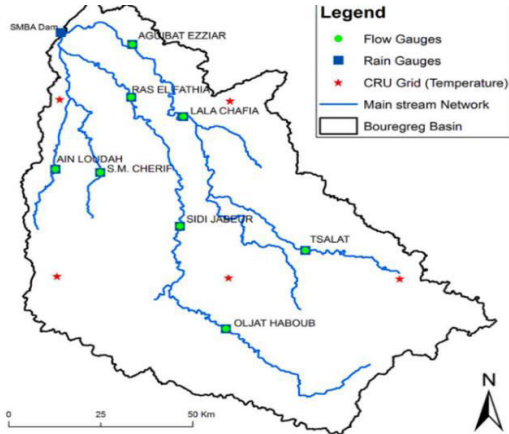 Legend
Flow Gauges
Rain Gauges
CRU Grid (Temperature)
Main stream Network
Bouregreg Basin
SMBA Dam
AGUIBAT EZZIAR
RAS EL FATHIA
LALA CHAFIA
AIN LOUDAH
S.M. CHERIF
SIDI JABEUR
TSALAT
OLJAT HABOUB
N
0 25 50 Km